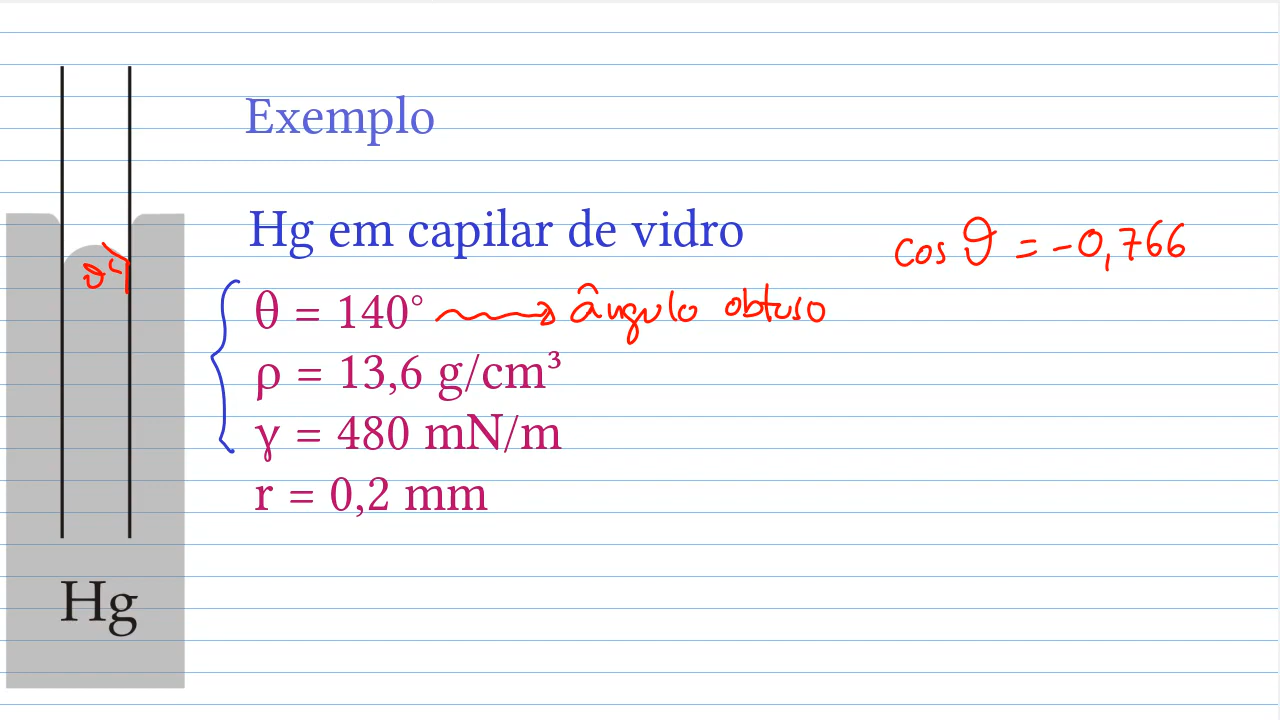 Exemplo
Hg em capilar de vidro
cos ϑ = -0,766
ϑ
θ = 140° → ângulo obtuso
ρ = 13,6 g/cm³
γ = 480 mN/m
r = 0,2 mm
Hg